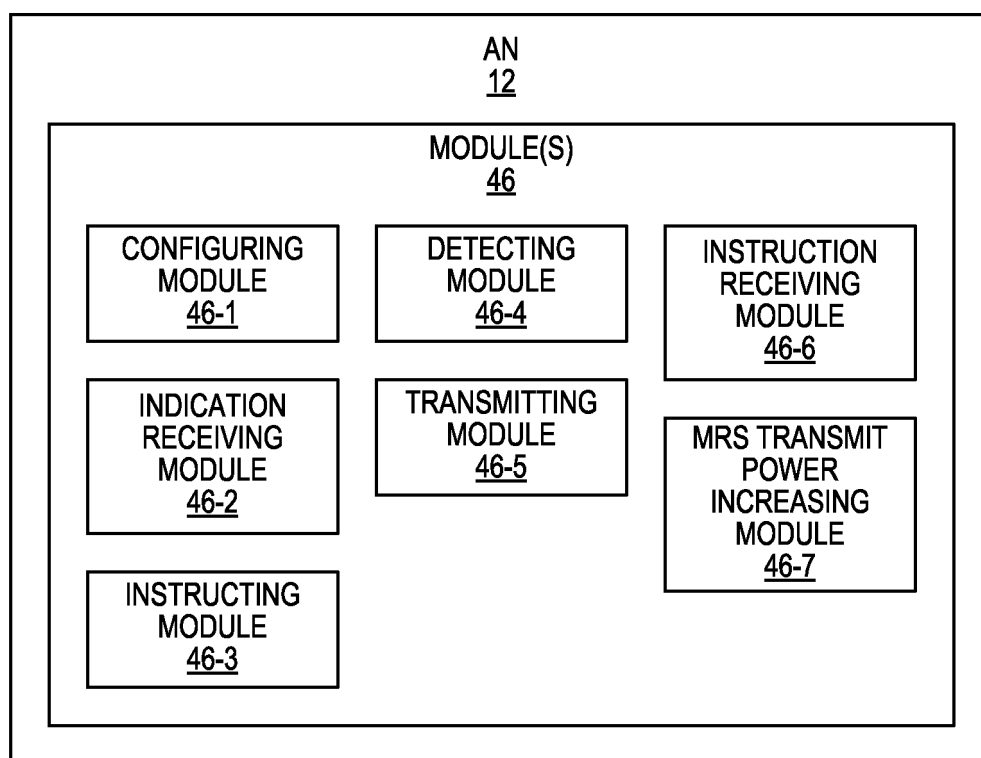 AN
12
MODULE(S)
46
CONFIGURING
MODULE
46-1
INDICATION
RECEIVING
MODULE
46-2
INSTRUCTING
MODULE
46-3
DETECTING
MODULE
46-4
TRANSMITTING
MODULE
46-5
INSTRUCTION
RECEIVING
MODULE
46-6
MRS TRANSMIT
POWER
INCREASING
MODULE
46-7